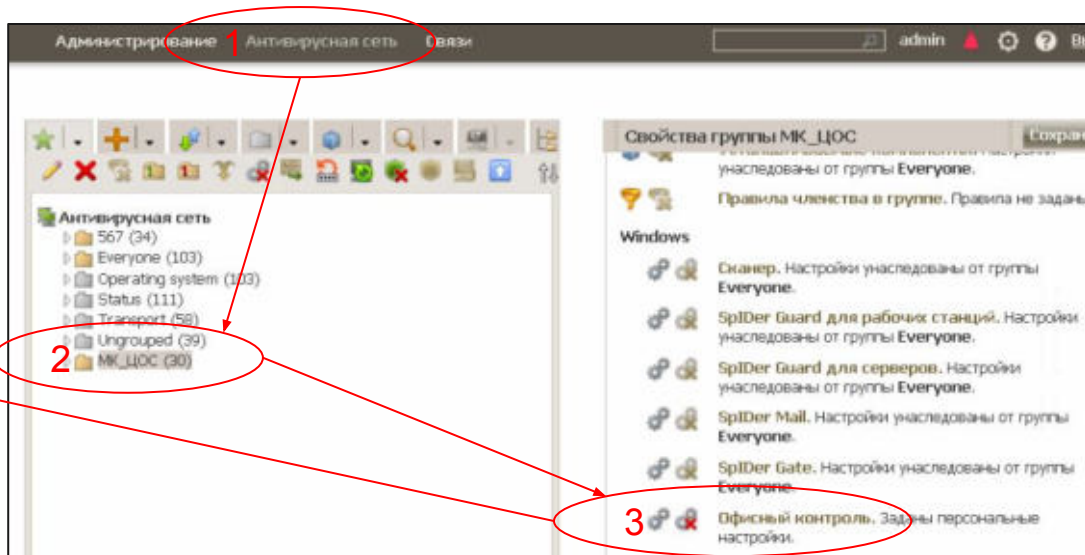 Администрирование 1 Антивирусная сеть Связи admin
Антивирусная сеть
567 (34)
Everyone (103)
Operating system (103)
Status (111)
Transport (58)
Ungrouped (39)
2 МК_ЦОС (30)
Свойства группы МК_ЦОС
унаследованы от группы Everyone.
Правила членства в группе. Правила не заданы
Windows
Сканер. Настройки унаследованы от группы
Everyone.
SpIDer Guard для рабочих станций. Настройки
унаследованы от группы Everyone.
SpIDer Guard для серверов. Настройки
унаследованы от группы Everyone.
SpIDer Mail. Настройки унаследованы от группы
Everyone.
SpIDer Gate. Настройки унаследованы от группы
Everyone.
3 Офисный контроль. Заданы персональные
настройки.